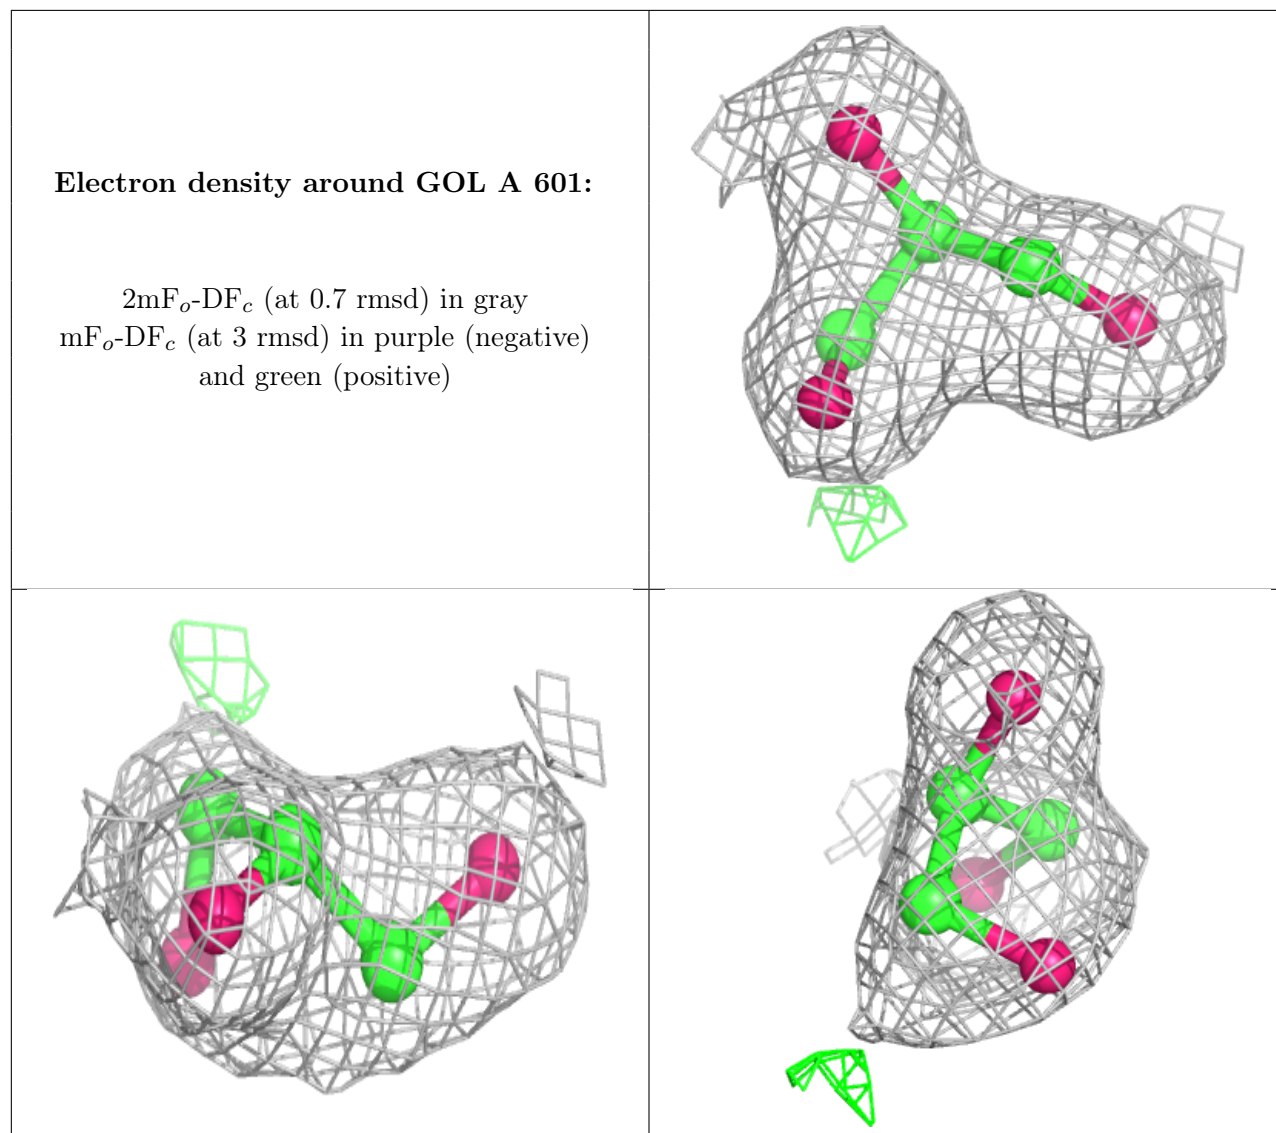 Electron density around GOL A 601:
2mFo-DFc (at 0.7 rmsd) in gray
mFo-DFc (at 3 rmsd) in purple (negative)
and green (positive)